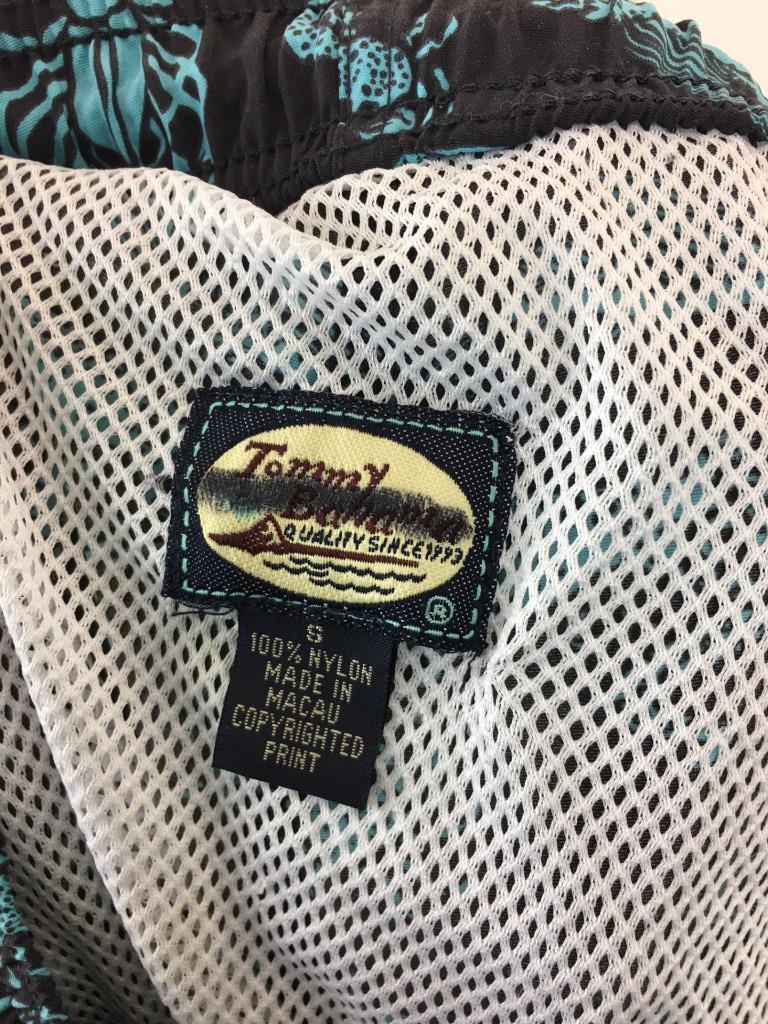 Tommy
Bahama
QUALITY SINCE 1993
®
S
100% NYLON
MADE IN
MACAU
COPYRIGHTED
PRINT